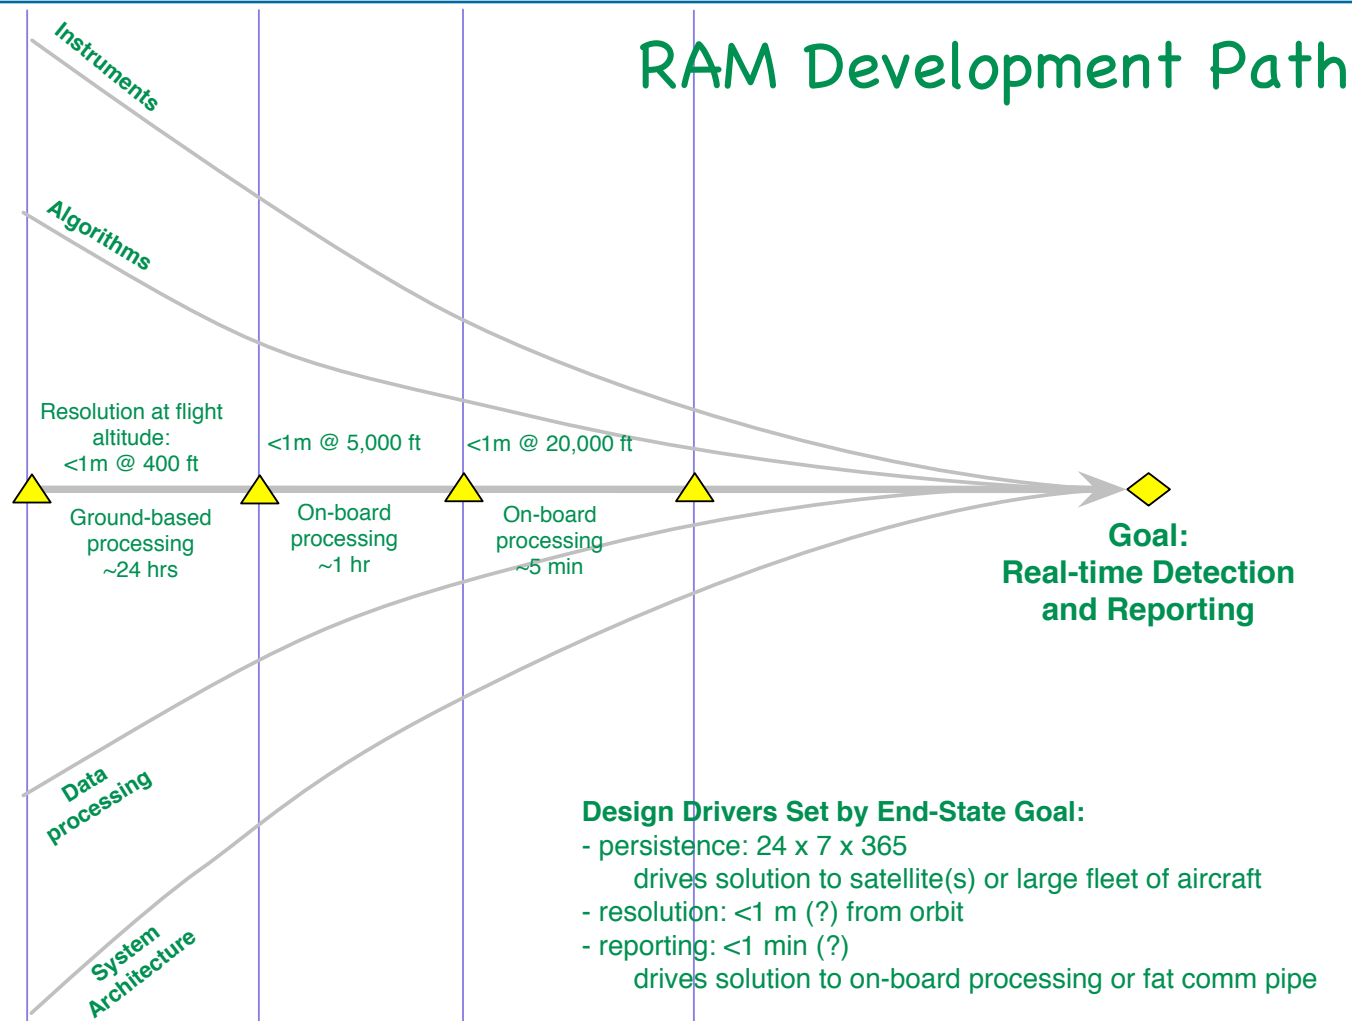 RAM Development Path
Instruments
Algorithms
Resolution at flight
altitude:
<1m @ 400 ft
<1m @ 5,000 ft
<1m @ 20,000 ft
Ground-based
processing
~24 hrs
On-board
processing
~1 hr
On-board
processing
~5 min
Goal:
Real-time Detection
and Reporting
Data
processing
System
Architecture
Design Drivers Set by End-State Goal:
- persistence: 24 x 7 x 365
drives solution to satellite(s) or large fleet of aircraft
- resolution: <1 m (?) from orbit
- reporting: <1 min (?)
drives solution to on-board processing or fat comm pipe